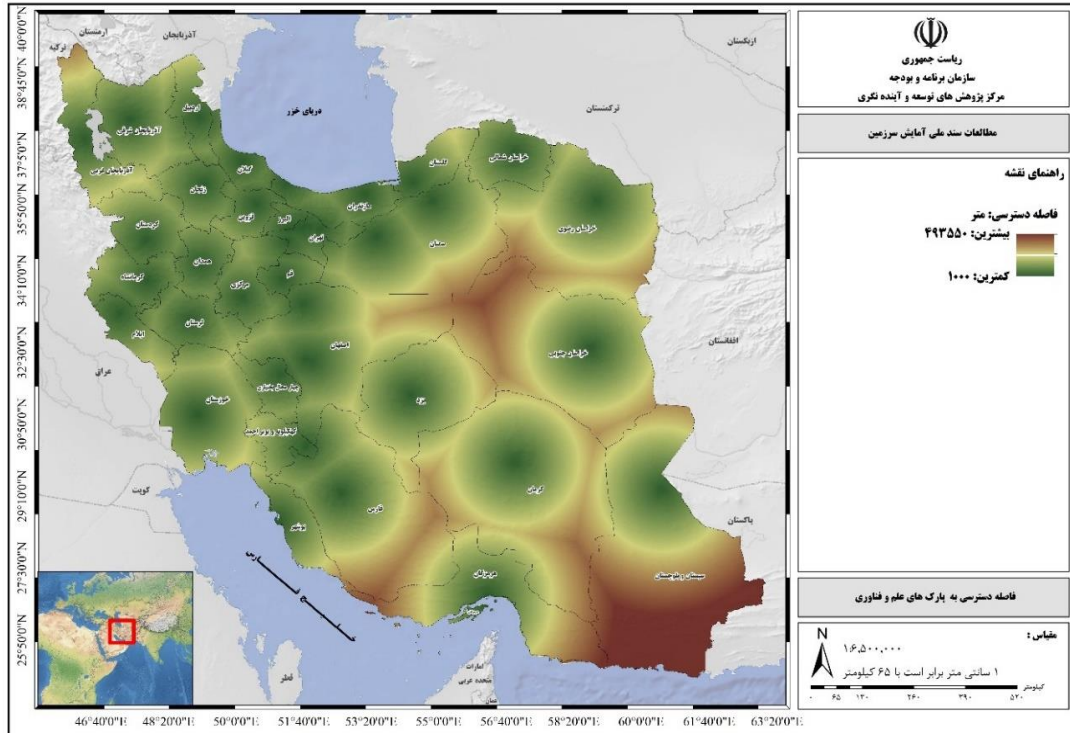 ریاست جمهوری
سازمان برنامه و بودجه
مرکز پژوهش های توسعه و آینده نگری
مطالعات سند ملی آمایش سرزمین
راهنمای نقشه
فاصله دسترسی: متر
بیشترین: ۴۹۳۵۵۰
کمترین: ۱۰۰۰
فاصله دسترسی به پارک های علم و فناوری
مقیاس :
N
۱:۶,۵۰۰,۰۰۰
۱ سانتی متر برابر است با ۶۵ کیلومتر
کیلومتر
۰ ۶۵ ۱۳۰ ۲۶۰ ۳۹۰ ۵۲۰
ترکیه
ارمنستان
آذربایجان
ازبکستان
ترکمنستان
افغانستان
پاکستان
عراق
کویت
قطر
امارات
متحده عربی
عمان
دریای خزر
اردبیل
آذربایجان شرقی
آذربایجان غربی
گیلان
زنجان
کردستان
قزوین
البرز
تهران
مازندران
گلستان
خراسان شمالی
خراسان رضوی
سمنان
همدان
کرمانشاه
مرکزی
قم
لرستان
ایلام
اصفهان
خراسان جنوبی
یزد
خوزستان
چهار محال بختیاری
کهگیلویه و بویر احمد
فارس
کرمان
بوشهر
هرمزگان
سیستان و بلوچستان
40°0'0"N
38°45'0"N
37°5'0"N
35°50'0"N
34°10'0"N
32°30'0"N
30°50'0"N
29°10'0"N
27°30'0"N
25°50'0"N
46°40'0"E
48°20'0"E
50°0'0"E
51°40'0"E
53°20'0"E
55°0'0"E
56°40'0"E
58°20'0"E
60°0'0"E
61°40'0"E
63°20'0"E